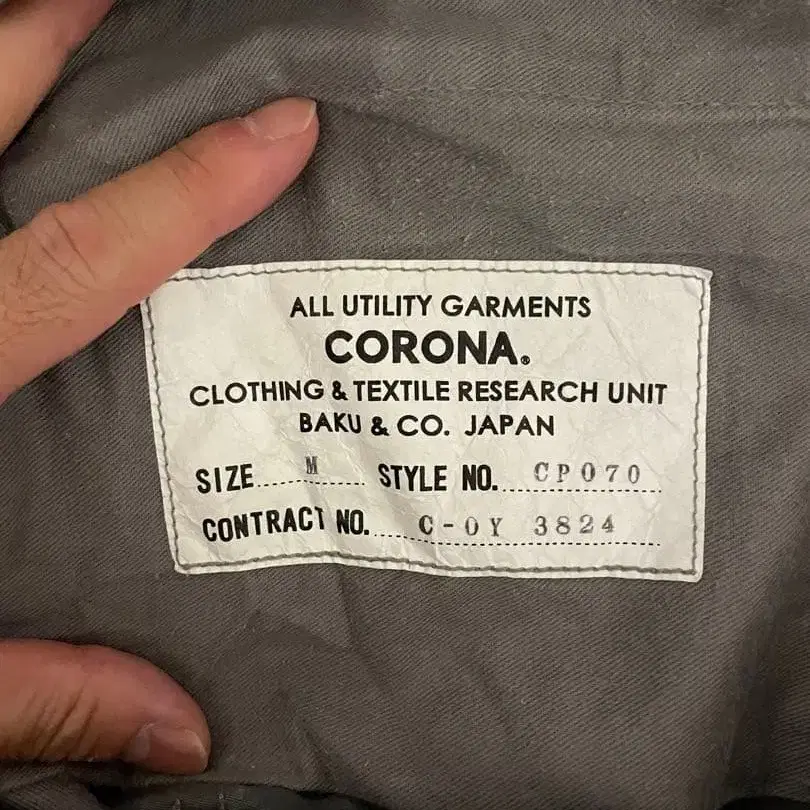 ALL UTILITY GARMENTS
CORONA®
CLOTHING & TEXTILE RESEARCH UNIT
BAKU & CO. JAPAN
SIZE M STYLE NO. CP070
CONTRACT NO. C-OY 3824